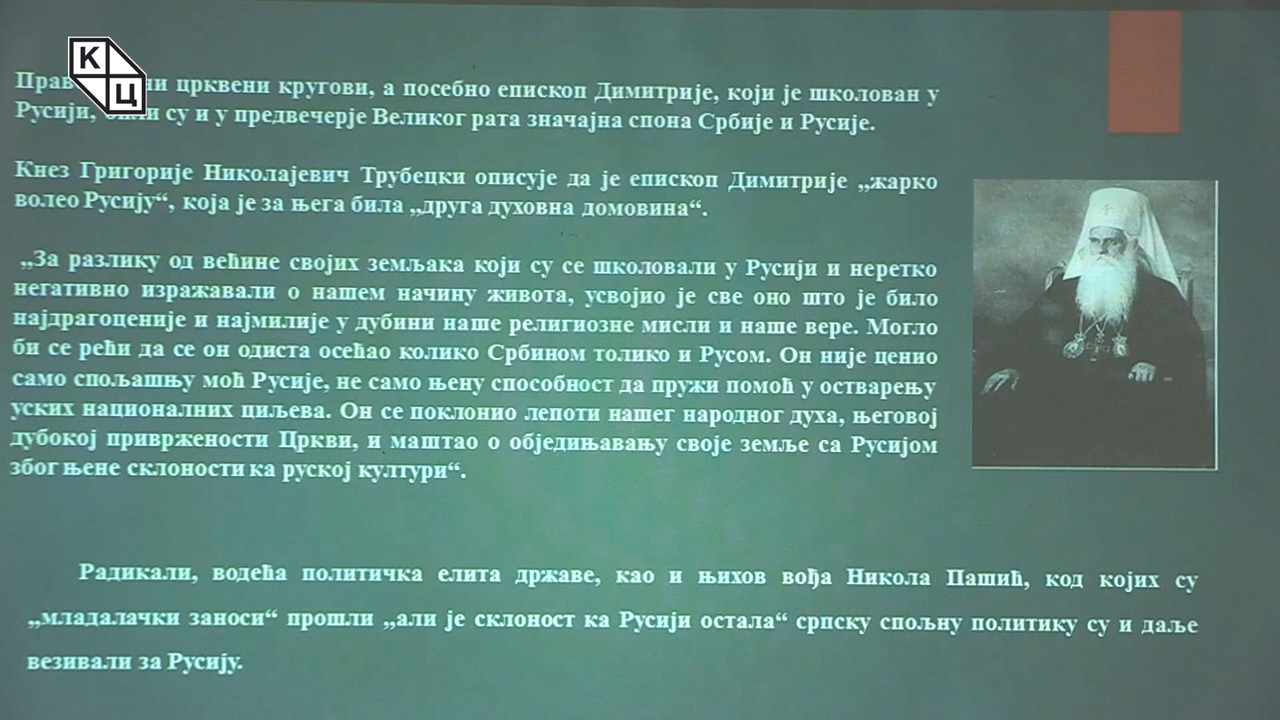 К
Ц
црквени кругови, а посебно епископ Димитрије, који је школован у
Русији, су и у предвечерје Великог рата значајна спона Србије и Русије.
Кнез Григорије Николајевич Трубецки описује да је епископ Димитрије „жарко
волео Русију“, која је за њега била „друга духовна домовина“.
„За разлику од већине својих земљака који су се школовали у Русији и неретко
негативно изражавали о нашем начину живота, усвојио је све оно што је било
најдрагоценије и најмилије у дубини наше религиозне мисли и наше вере. Могло
би се рећи да се он одиста осећао колико Србином толико и Русом. Он није ценио
само спољашњу моћ Русије, не само њену способност да пружи помоћ у остварењу
уских националних циљева. Он се поклонио лепоти нашег народног духа, његовој
дубокој привржености Цркви, и маштао о обједињавању своје земље са Русијом
због њене склоности ка руској култури“.
Радикали, водећа политичка елита државе, као и њихов вођа Никола Пашић, код којих су
„младалачки заноси“ прошли „али је склоност ка Русији остала“ српску спољну политику су и даље
везивали за Русију.